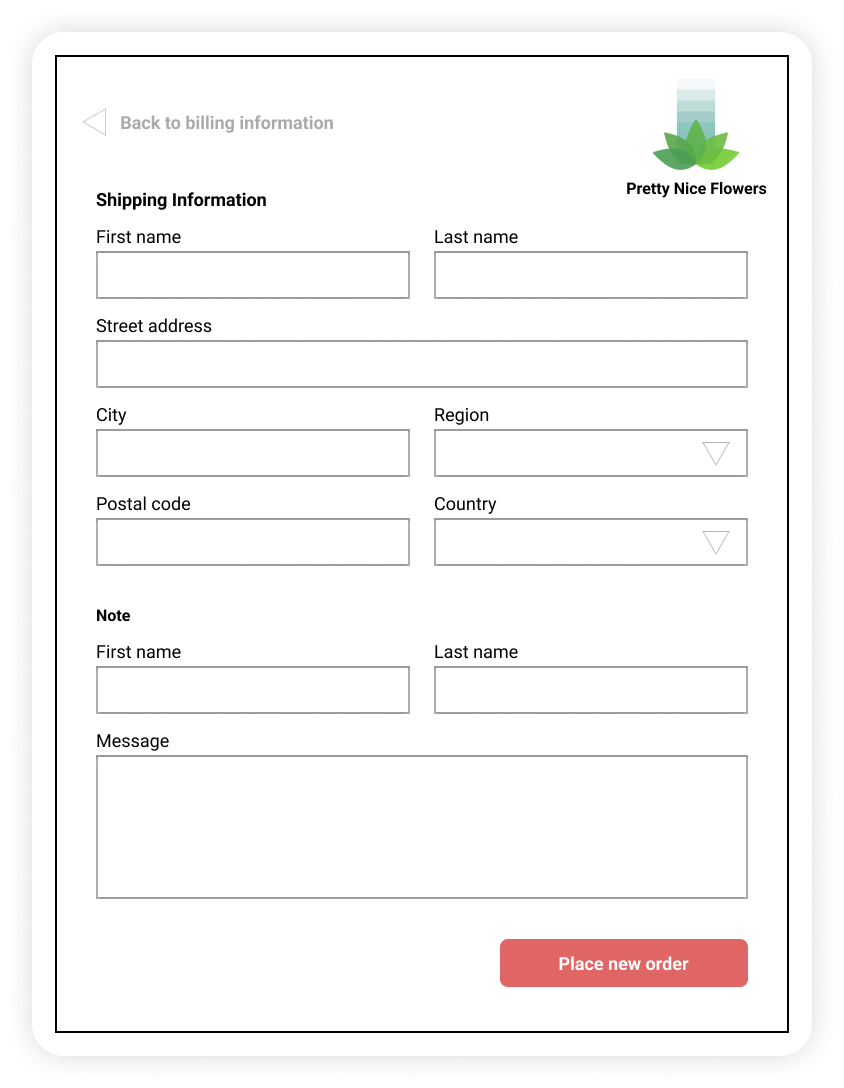 Back to billing information
Pretty Nice Flowers
Shipping Information
First name
Last name
Street address
City
Region
Postal code
Country
Note
First name
Last name
Message
Place new order